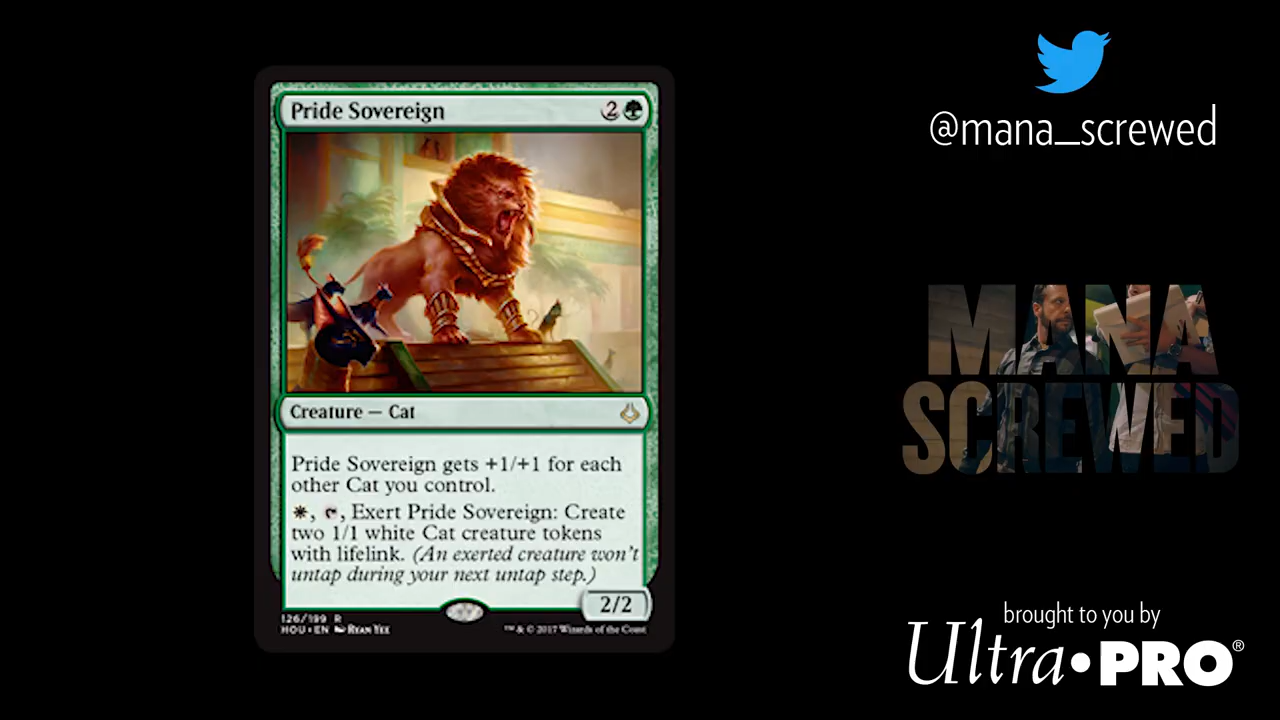 Pride Sovereign 2
Creature — Cat
Pride Sovereign gets +1/+1 for each
other Cat you control.
, , Exert Pride Sovereign: Create
two 1/1 white Cat creature tokens
with lifelink. (An exerted creature won't
untap during your next untap step.)
2/2
126/199 R
HOU • EN Ryan Yee
™ & © 2017 Wizards of the Coast
@mana_screwed
MANA
SCREWED
brought to you by
Ultra•PRO®